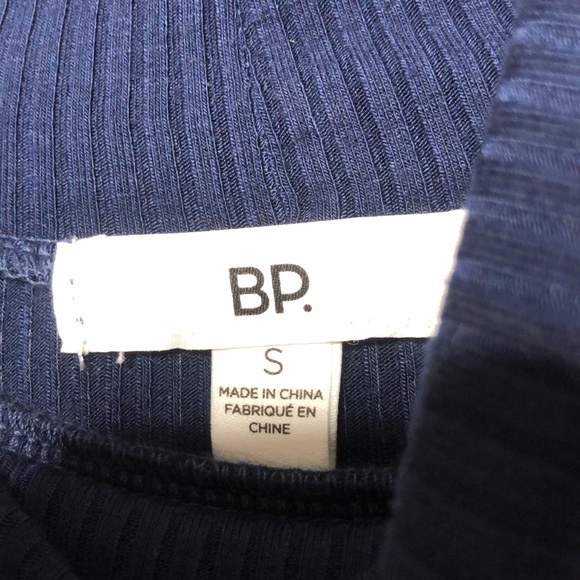 BP.
S
MADE IN CHINA
FABRIQUÉ EN
CHINE